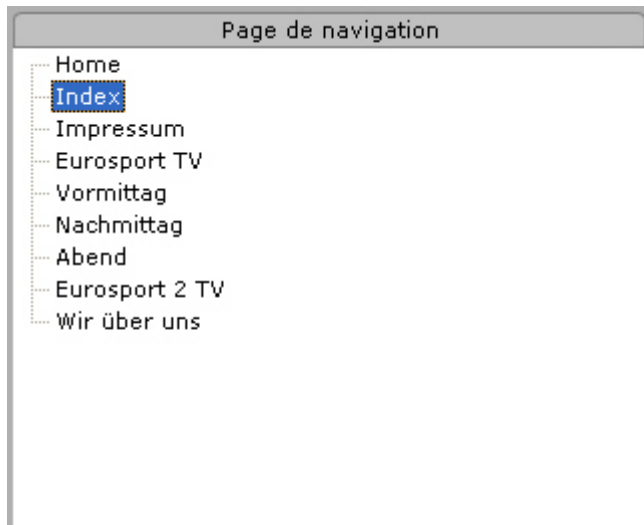 Page de navigation
Home
Index
Impressum
Eurosport TV
Vormittag
Nachmittag
Abend
Eurosport 2 TV
Wir über uns